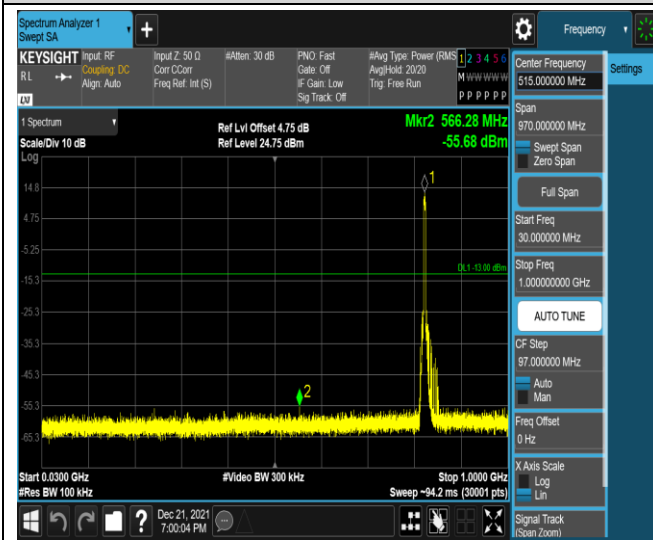 Spectrum Analyzer 1
Swept SA
+
Frequency
KEYSIGHT
RL
LXI
Input: RF
Coupling: DC
Align: Auto
Input Z: 50 Ω
Corr CCorr
Freq Ref: Int (S)
#Atten: 30 dB
PNO: Fast
Gate: Off
IF Gain: Low
Sig Track: Off
#Avg Type: Power (RMS
Avg|Hold: 20/20
Trig: Free Run
1 2 3 4 5 6
M W W W W W
P P P P P P
1 Spectrum
Scale/Div 10 dB
Log
Ref Lvl Offset 4.75 dB
Ref Level 24.75 dBm
Mkr2 566.28 MHz
-55.68 dBm
14.8
4.75
-5.25
-15.3
-25.3
-35.3
-45.3
-55.3
-65.3
1
DL1 -13.00 dBm
2
Start 0.0300 GHz
#Res BW 100 kHz
#Video BW 300 kHz
Stop 1.0000 GHz
Sweep ~94.2 ms (30001 pts)
?
Dec 21, 2021
7:00:04 PM
Center Frequency
515.000000 MHz
Settings
Span
970.000000 MHz
Swept Span
Zero Span
Full Span
Start Freq
30.000000 MHz
Stop Freq
1.000000000 GHz
AUTO TUNE
CF Step
97.000000 MHz
Auto
Man
Freq Offset
0 Hz
X Axis Scale
Log
Lin
Signal Track
(Span Zoom)